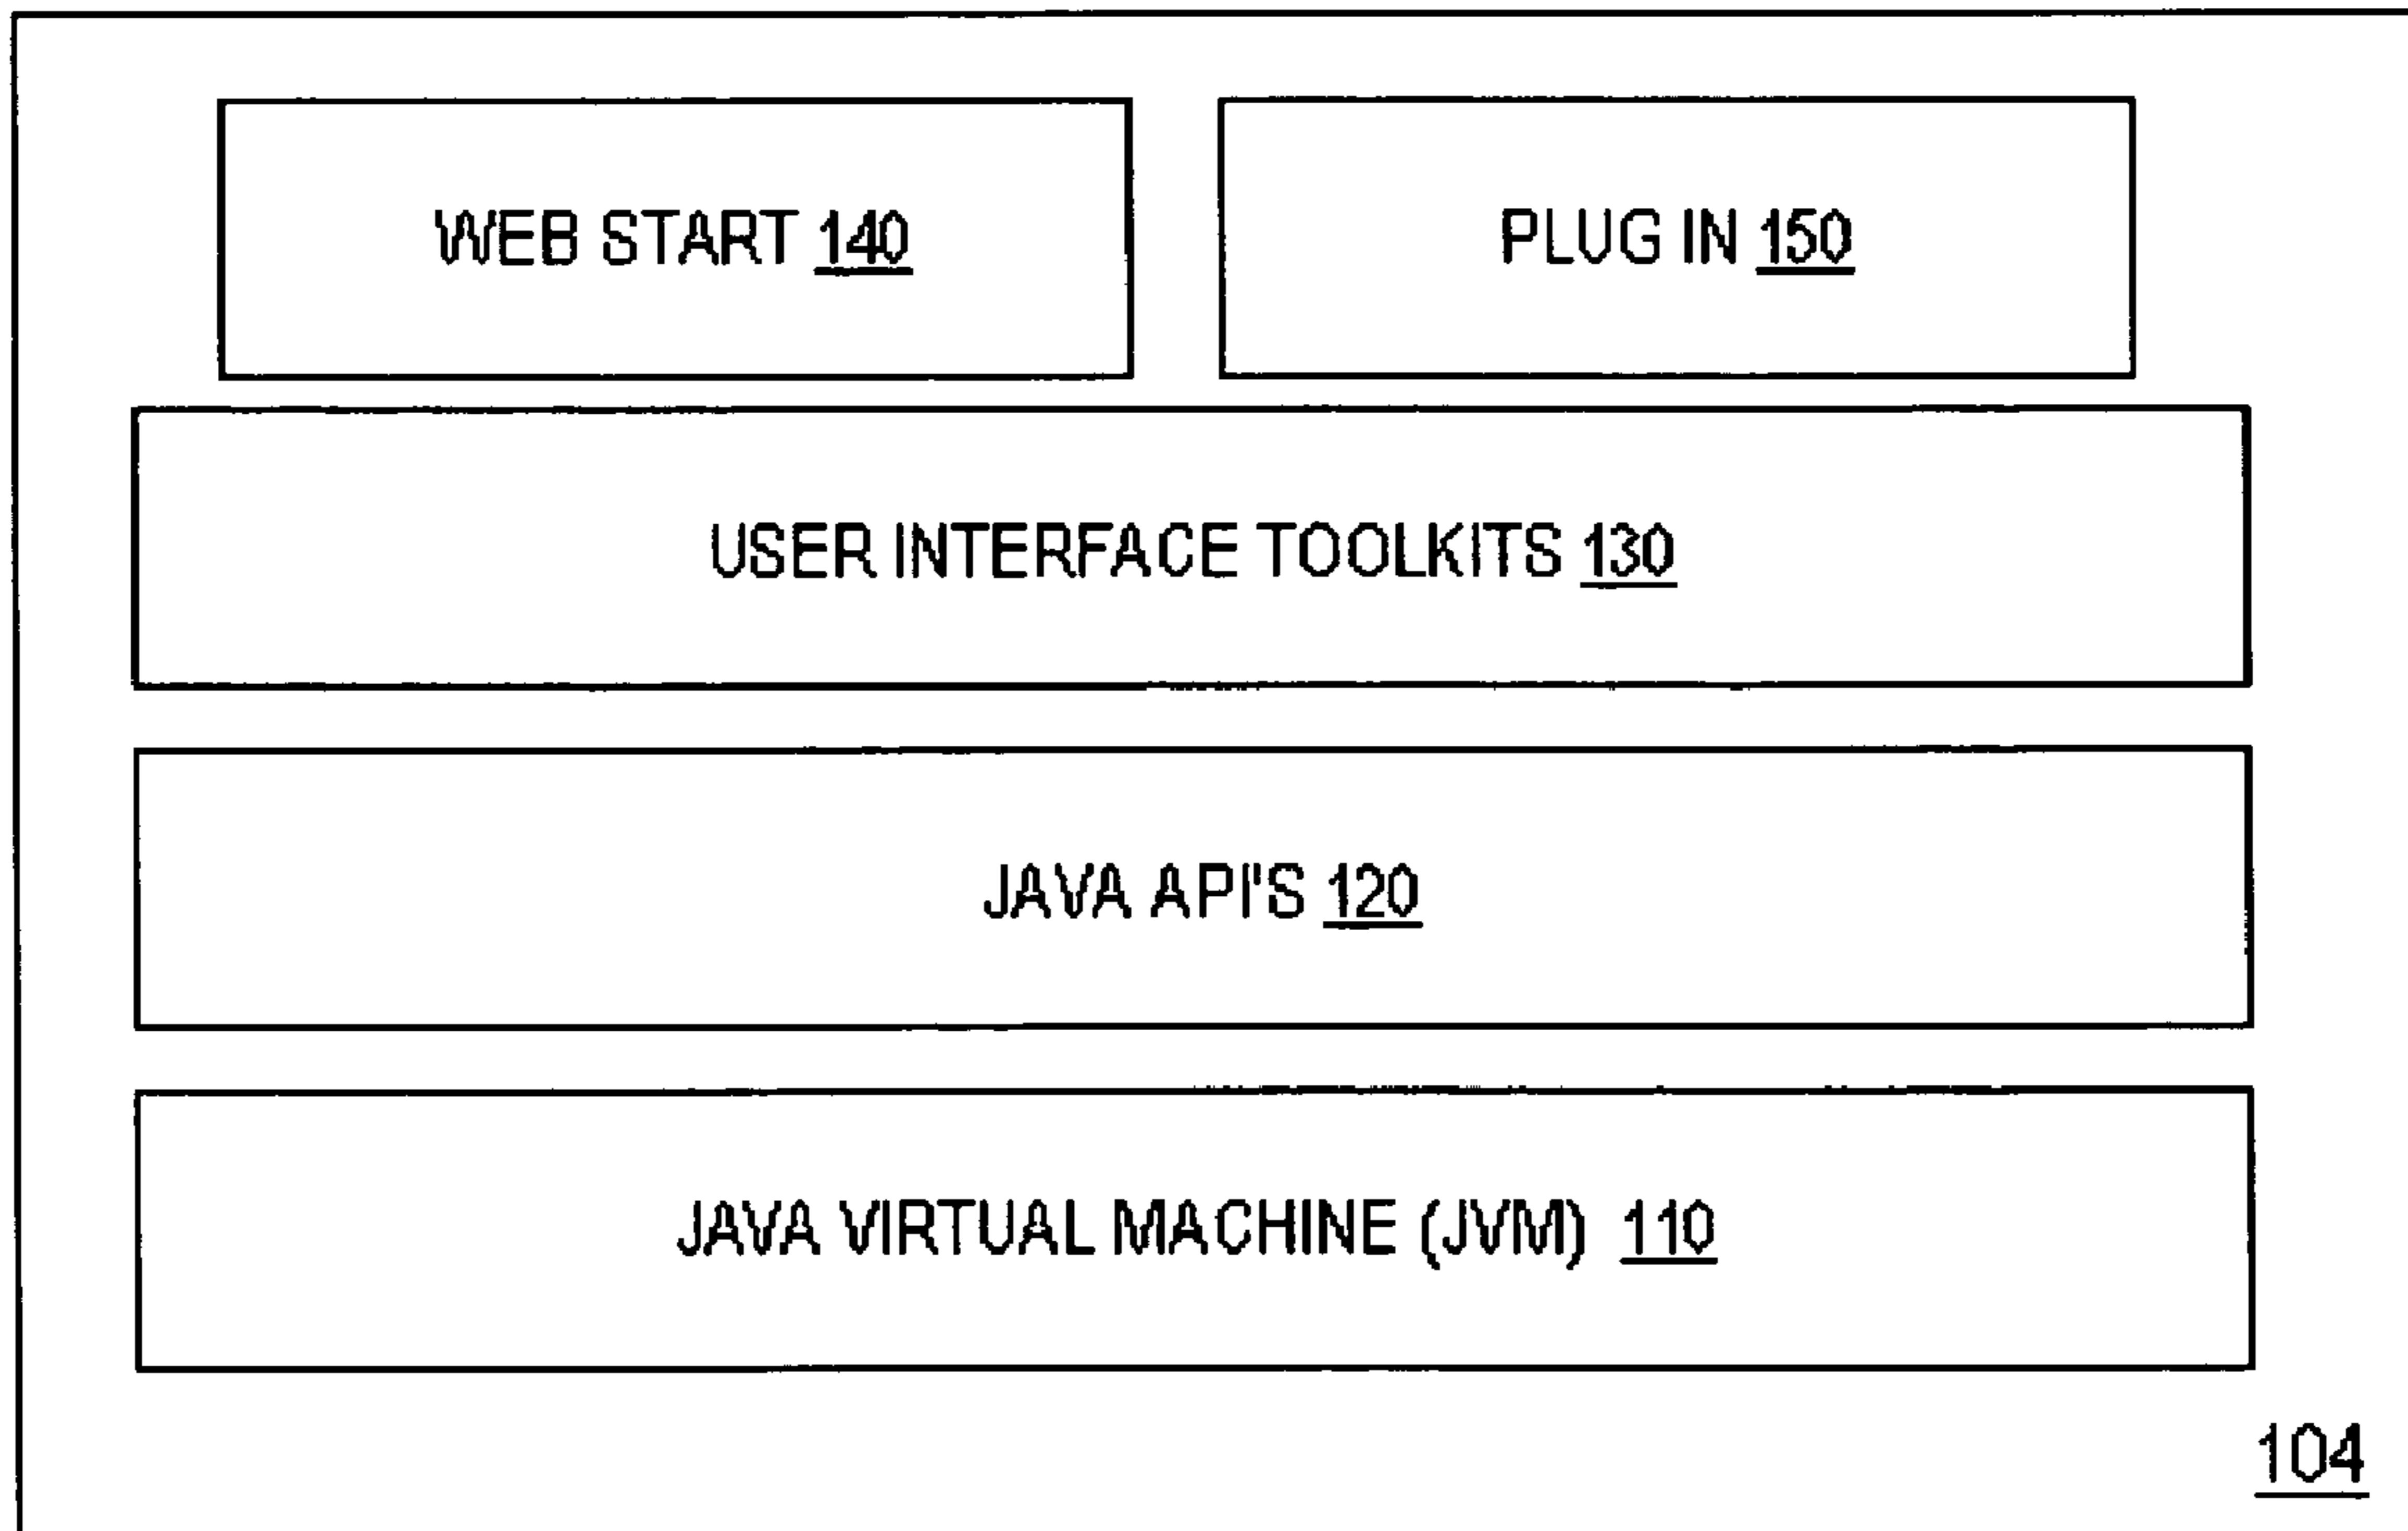 WEB START 140
PLUG IN 150
USER INTERFACE TOOLKITS 130
JAVA API'S 120
JAVA VIRTUAL MACHINE (JVM) 110
104